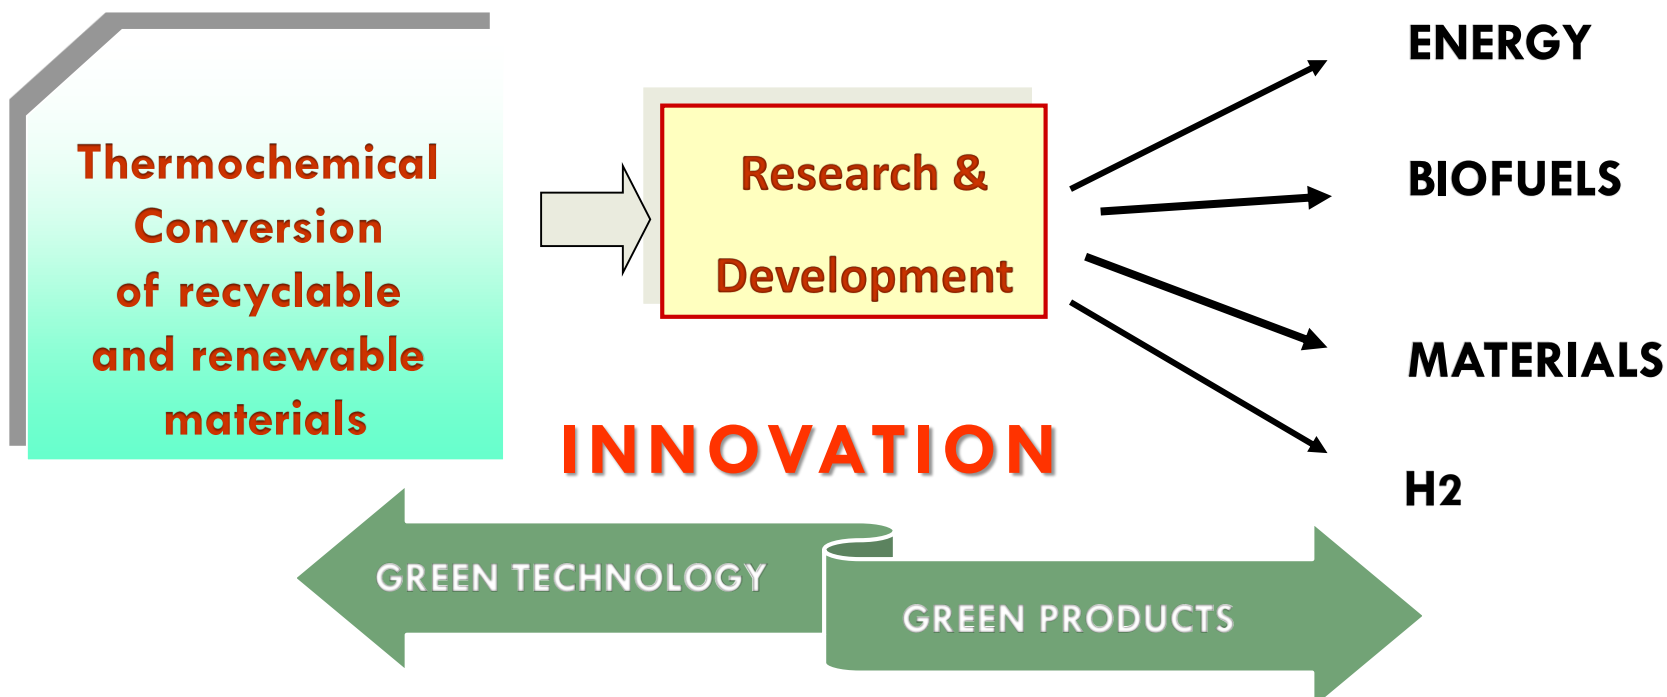 Thermochemical
Conversion
of recyclable
and renewable
materials
Research &
Development
ENERGY
BIOFUELS
MATERIALS
H2
INNOVATION
GREEN TECHNOLOGY
GREEN PRODUCTS